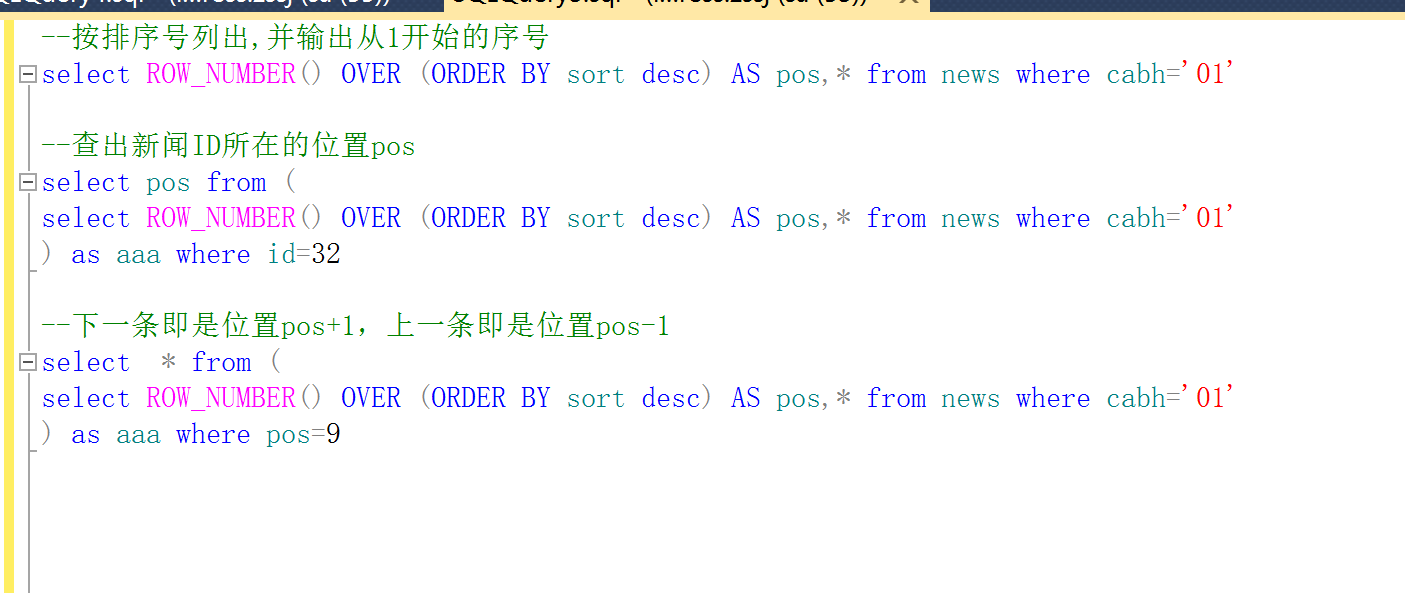 --按排序号列出,并输出从1开始的序号
select ROW_NUMBER() OVER (ORDER BY sort desc) AS pos,* from news where cabh='01'
--查出新闻ID所在的位置pos
select pos from (
select ROW_NUMBER() OVER (ORDER BY sort desc) AS pos,* from news where cabh='01'
) as aaa where id=32
--下一条即是位置pos+1，上一条即是位置pos-1
select  * from (
select ROW_NUMBER() OVER (ORDER BY sort desc) AS pos,* from news where cabh='01'
) as aaa where pos=9